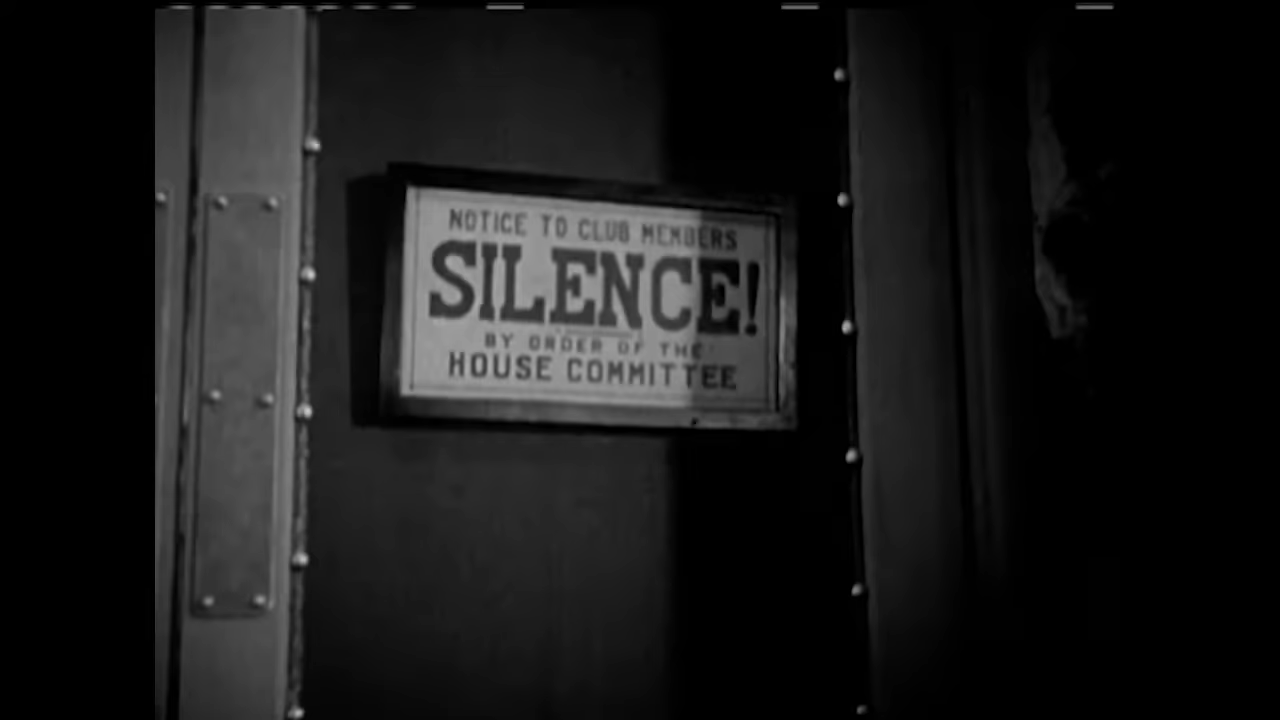 NOTICE TO CLUB MEMBERS
SILENCE!
BY ORDER OF THE
HOUSE COMMITTEE